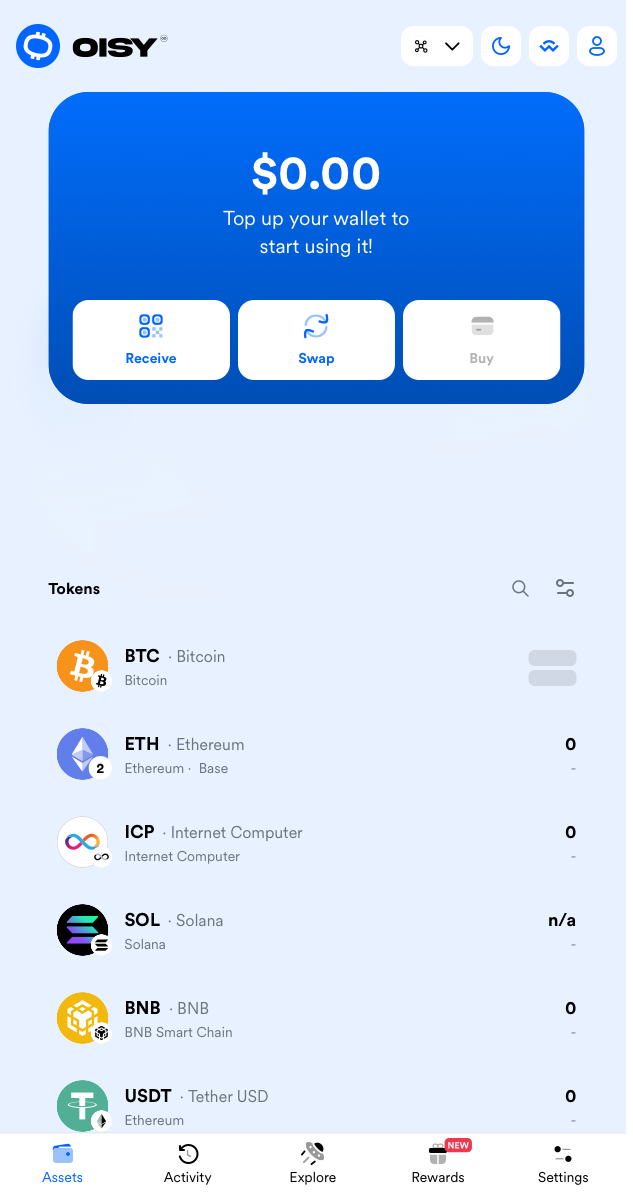 OISY
$0.00
Top up your wallet to
start using it!
Receive
Swap
Buy
Tokens
BTC · Bitcoin
Bitcoin
ETH · Ethereum
0
2
Ethereum · Base
-
ICP · Internet Computer
0
Internet Computer
-
SOL · Solana
n/a
Solana
-
BNB · BNB
0
BNB Smart Chain
-
USDT · Tether USD
0
Ethereum
-
NEW
Assets
Activity
Explore
Rewards
Settings